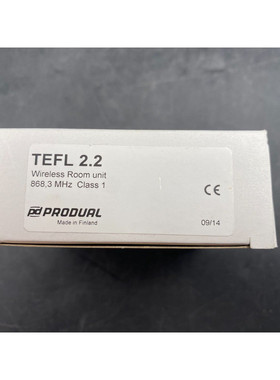 TEFL 2.2
Wireless Room unit
868,3 MHz Class 1
CE
PRODUAL
Made in Finland
09/14